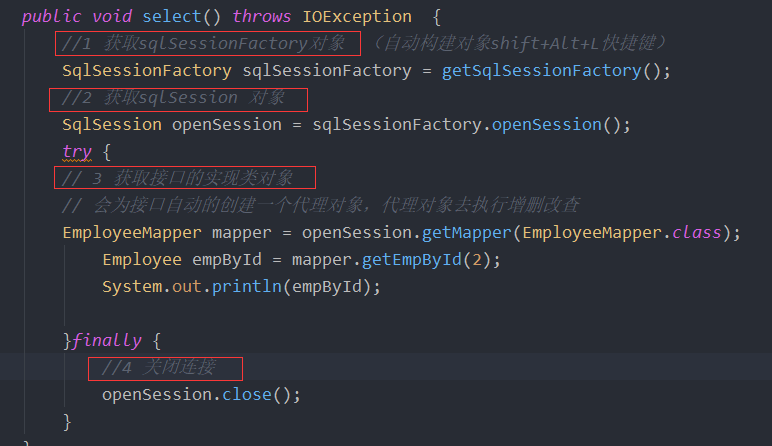 public void select() throws IOException {
//1 获取sqlSessionFactory对象 （自动构建对象shift+Alt+L快捷键）
SqlSessionFactory sqlSessionFactory = getSqlSessionFactory();
//2 获取sqlSession 对象
SqlSession openSession = sqlSessionFactory.openSession();
try {
// 3 获取接口的实现类对象
// 会为接口自动的创建一个代理对象，代理对象去执行增删改查
EmployeeMapper mapper = openSession.getMapper(EmployeeMapper.class);
Employee empById = mapper.getEmpById(2);
System.out.println(empById);
}finally {
//4 关闭连接
openSession.close();
}